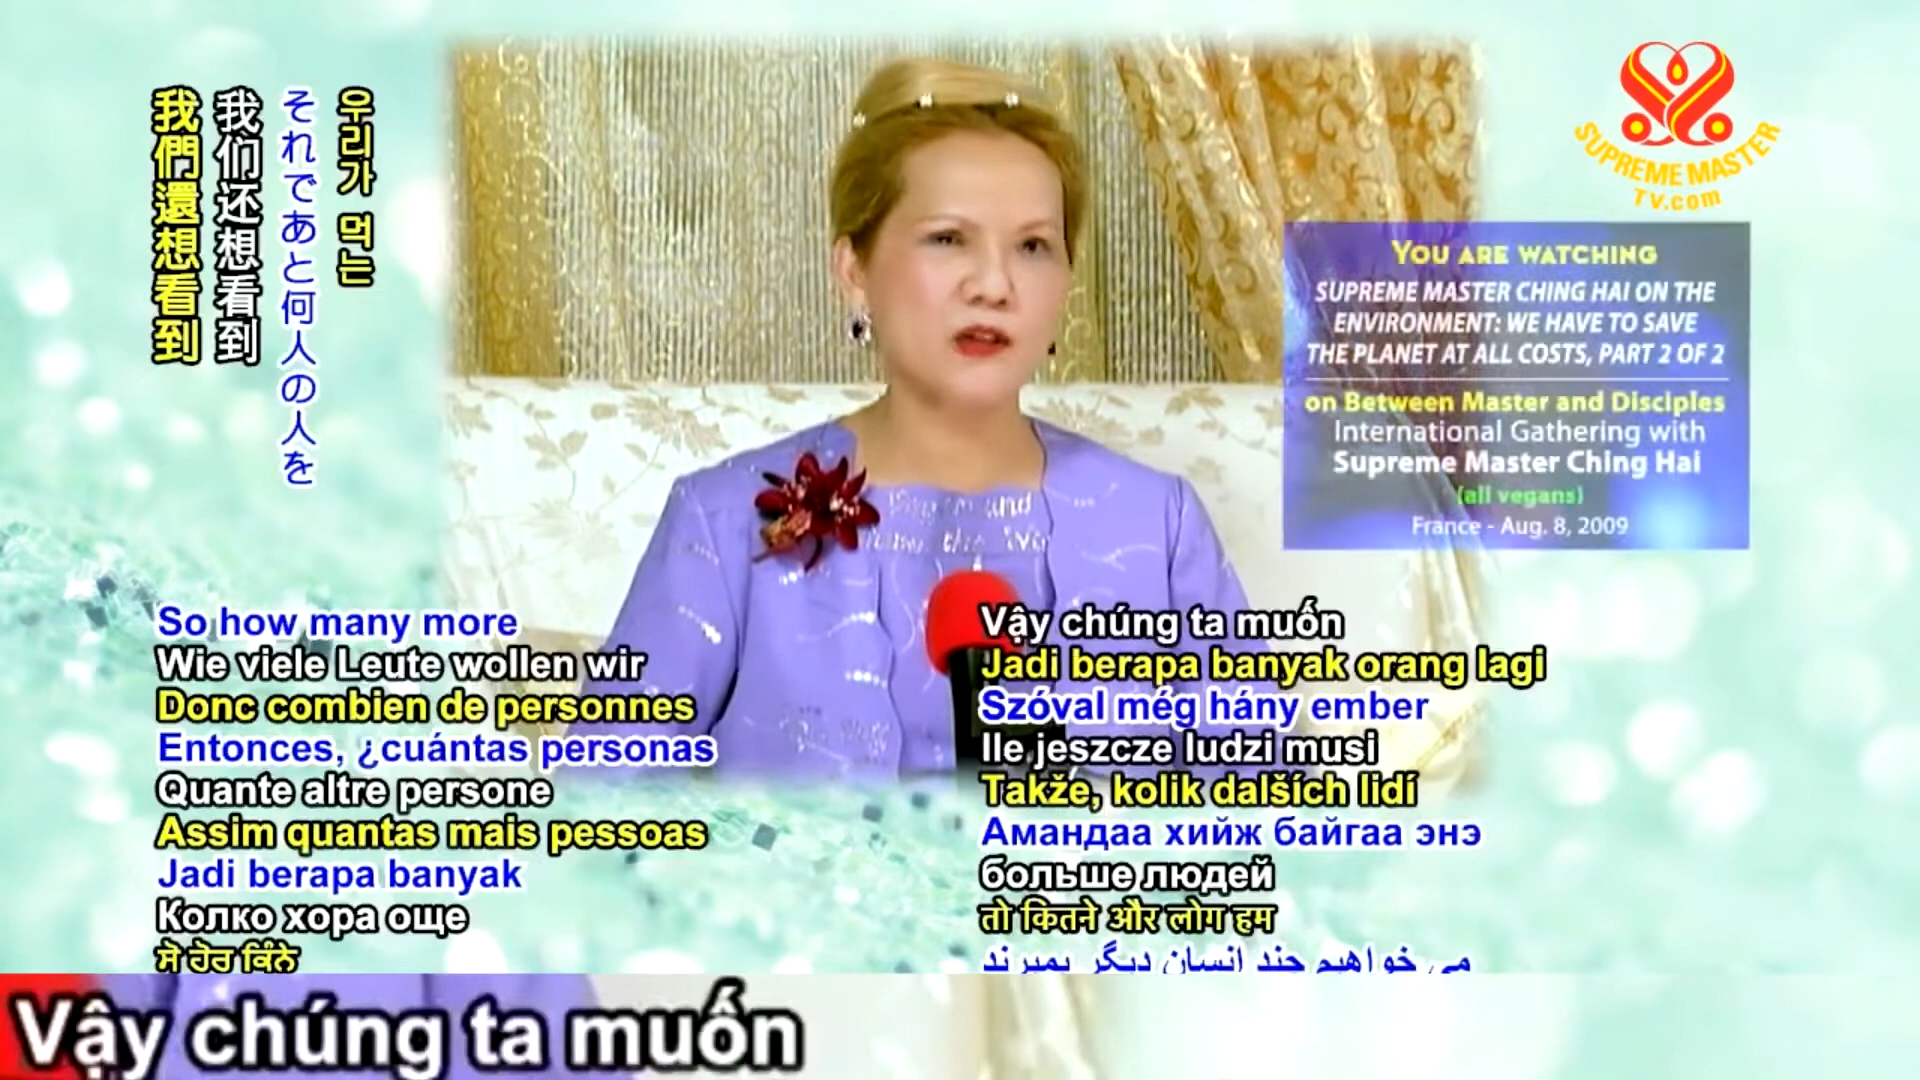 我們還想看到
我们还想看到
それであと何人の人を
우리가 먹는
SUPREME MASTER
TV.com
YOU ARE WATCHING
SUPREME MASTER CHING HAI ON THE
ENVIRONMENT: WE HAVE TO SAVE
THE PLANET AT ALL COSTS, PART 2 OF 2
on Between Master and Disciples
International Gathering with
Supreme Master Ching Hai
(all vegans)
France - Aug. 8, 2009
So how many more
Wie viele Leute wollen wir
Donc combien de personnes
Entonces, ¿cuántas personas
Quante altre persone
Assim quantas mais pessoas
Jadi berapa banyak
Колко хора още
ਸੋ ਹੋਰ ਕਿੰਨੇ
Vậy chúng ta muốn
Jadi berapa banyak orang lagi
Szóval még hány ember
Ile jeszcze ludzi musi
Takže, kolik dalších lidí
Амандаа хийж байгаа энэ
больше людей
तो कितने और लोग हम
می خواهیم چند انسان دیگر بمیرند
Vậy chúng ta muốn